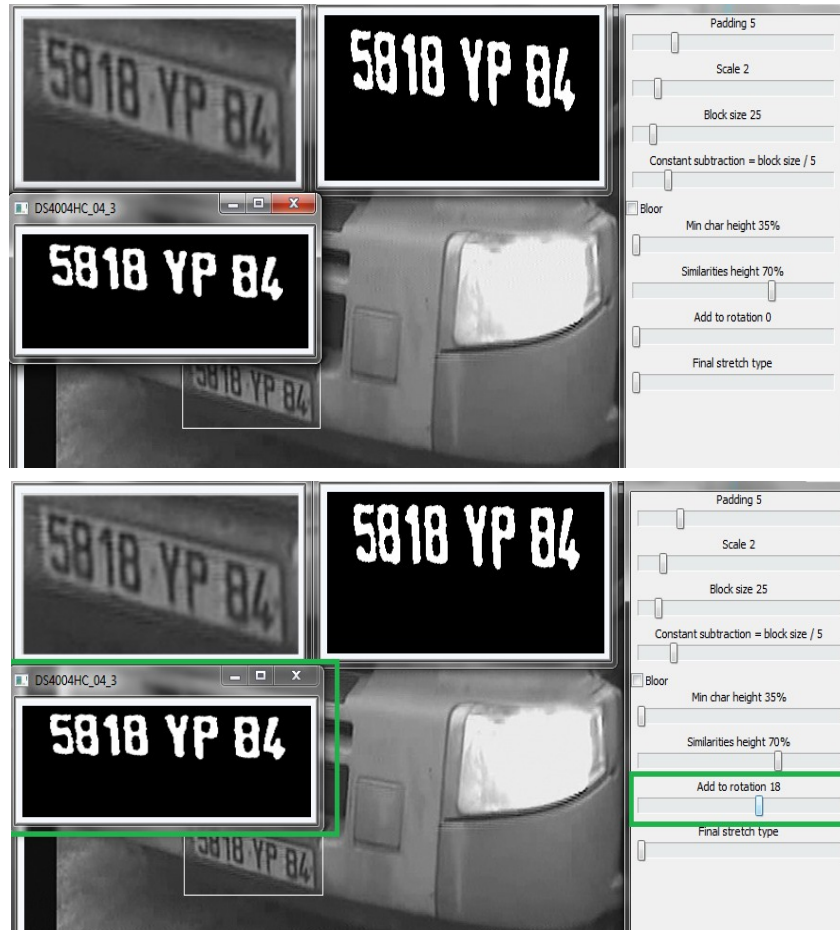 5818 YP 84
5818 YP 84
DS4004HC_04_3
X
5818 YP 84
5818 YP 84
Padding 5
Scale 2
Block size 25
Constant subtraction = block size / 5
Bloor
Min char height 35%
Similarities height 70%
Add to rotation 0
Final stretch type
5818 YP 84
5818 YP 84
DS4004HC_04_3
X
5818 YP 84
5818 YP 84
Padding 5
Scale 2
Block size 25
Constant subtraction = block size / 5
Bloor
Min char height 35%
Similarities height 70%
Add to rotation 18
Final stretch type